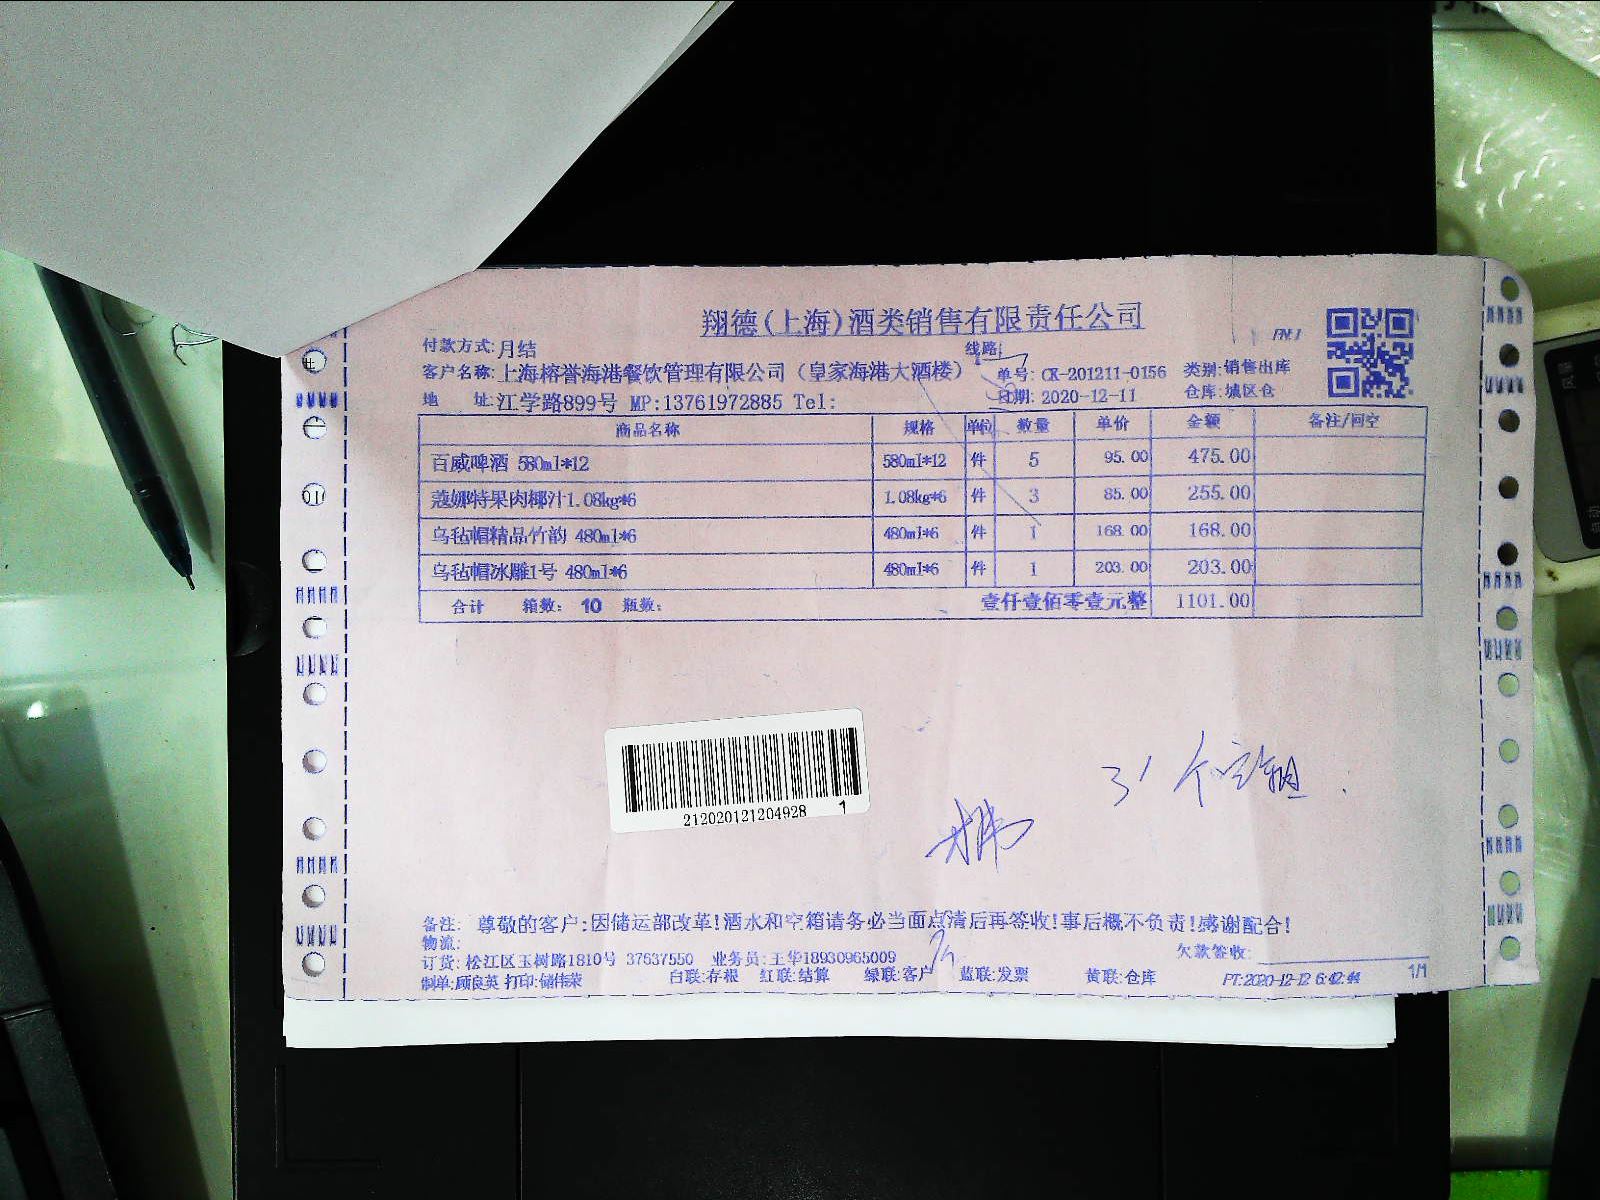 翔德(上海)酒类销售有限责任公司
付款方式:月结
线路:
客户名称:上海榕誉海港餐饮管理有限公司（皇家海港大酒楼）
单号: CK-201211-0156 类别:销售出库
地 址:江学路899号 MP:13761972885 Tel:
日期: 2020-12-11 仓库:城区仓
商品名称 规格 单位 数量 单价 金额 备注/回空
百威啤酒 580ml*12 580ml*12 件 5 95.00 475.00
蔻娜特果肉椰汁1.08kg*6 1.08kg*6 件 3 85.00 255.00
乌毡帽精品竹韵 480ml*6 480ml*6 件 1 168.00 168.00
乌毡帽冰雕1号 480ml*6 480ml*6 件 1 203.00 203.00
合计 箱数: 10 瓶数: 壹仟壹佰零壹元整 1101.00
212020121204928 1
31个空箱
备注: 尊敬的客户:因储运部改革!酒水和空箱请务必当面点清后再签收!事后概不负责!感谢配合!
物流:
欠款签收:
订货:松江区玉树路1810号 37637550 业务员:王华18930965009
制单:顾良英 打印:储伟荣 白联:存根 红联:结算 绿联:客户 蓝联:发票 黄联:仓库 PT:2020-12-12 6:42:44 1/1